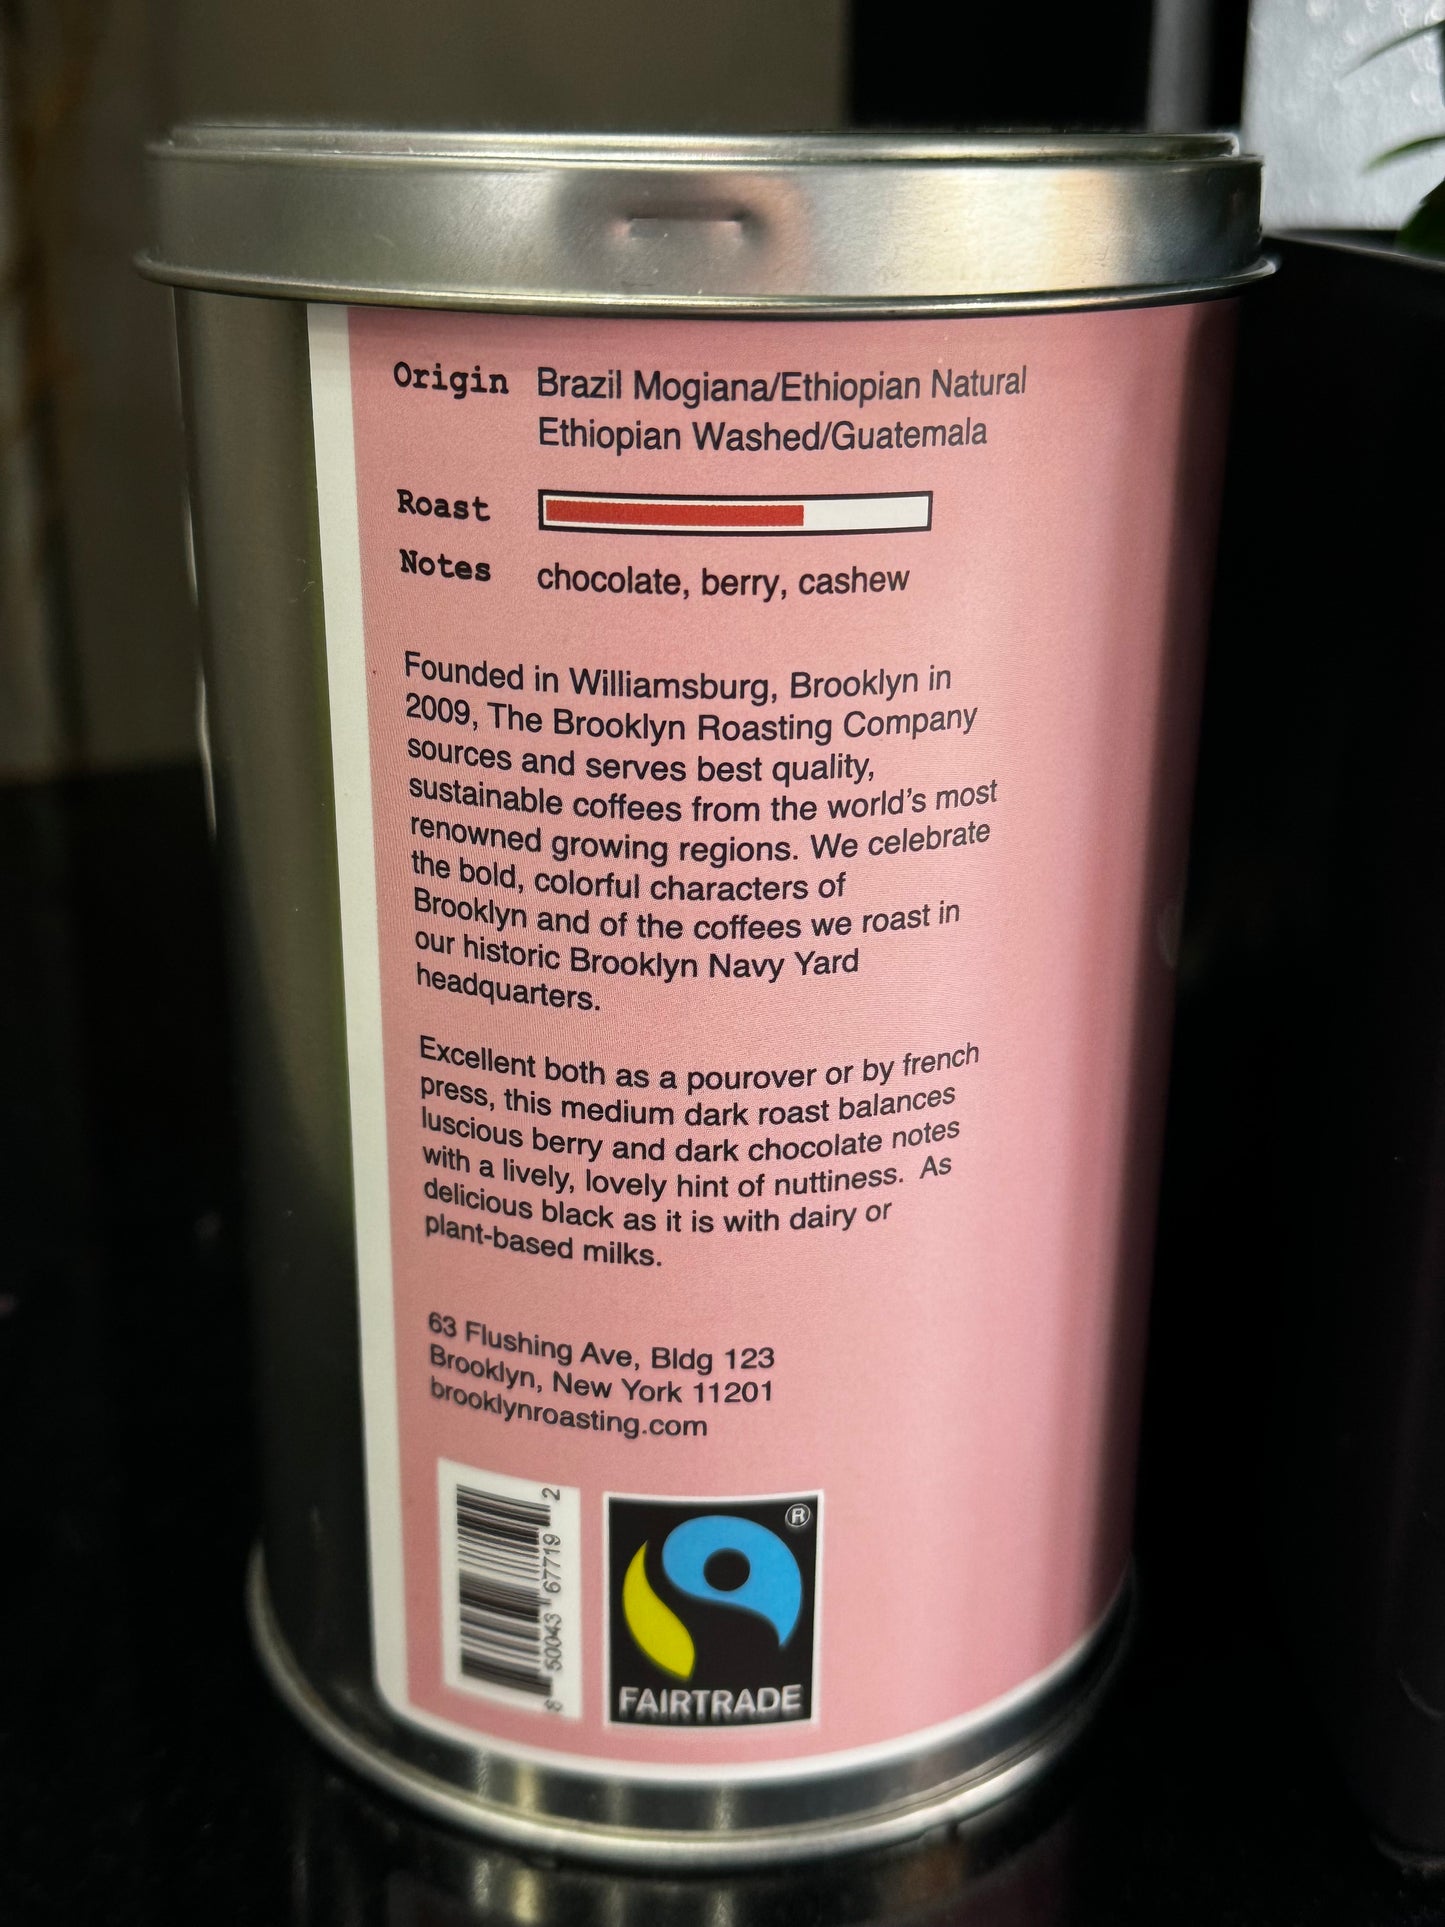 Origin Brazil Mogiana/Ethiopian Natural
Ethiopian Washed/Guatemala
Roast
Notes chocolate, berry, cashew
Founded in Williamsburg, Brooklyn in
2009, The Brooklyn Roasting Company
sources and serves best quality,
sustainable coffees from the world's most
renowned growing regions. We celebrate
the bold, colorful characters of
Brooklyn and of the coffees we roast in
our historic Brooklyn Navy Yard
headquarters.
Excellent both as a pourover or by french
press, this medium dark roast balances
luscious berry and dark chocolate notes
with a lively, lovely hint of nuttiness. As
delicious black as it is with dairy or
plant-based milks.
63 Flushing Ave, Bldg 123
Brooklyn, New York 11201
brooklynroasting.com
8 50043 67719 2
®
FAIRTRADE